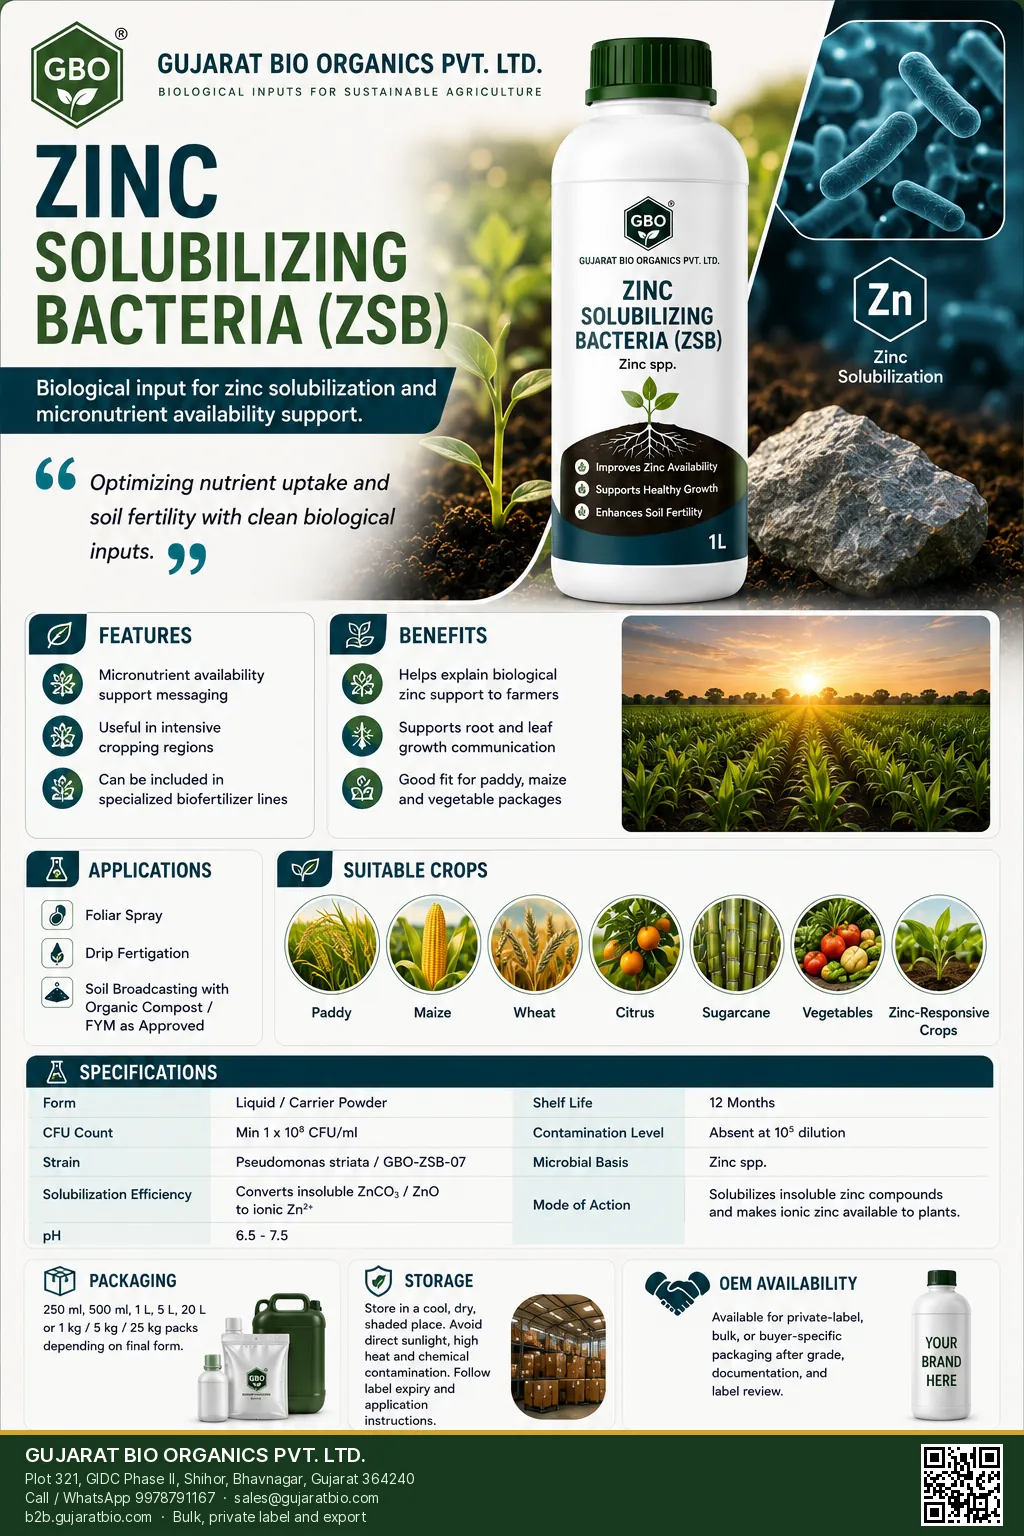 GBO
®
GUJARAT BIO ORGANICS PVT. LTD.
BIOLOGICAL INPUTS FOR SUSTAINABLE AGRICULTURE
ZINC
SOLUBILIZING
BACTERIA (ZSB)
Biological input for zinc solubilization and
micronutrient availability support.
“ Optimizing nutrient uptake and
soil fertility with clean biological
inputs. ”
GBO
®
GUJARAT BIO ORGANICS PVT. LTD.
ZINC
SOLUBILIZING
BACTERIA (ZSB)
Zinc spp.
Improves Zinc Availability
Supports Healthy Growth
Enhances Soil Fertility
1L
Zn
Zinc
Solubilization
FEATURES
Micronutrient availability
support messaging
Useful in intensive
cropping regions
Can be included in
specialized biofertilizer lines
BENEFITS
Helps explain biological
zinc support to farmers
Supports root and leaf
growth communication
Good fit for paddy, maize
and vegetable packages
APPLICATIONS
Foliar Spray
Drip Fertigation
Soil Broadcasting with
Organic Compost /
FYM as Approved
SUITABLE CROPS
Paddy
Maize
Wheat
Citrus
Sugarcane
Vegetables
Zinc-Responsive
Crops
SPECIFICATIONS
Form Liquid / Carrier Powder
CFU Count Min 1 x 10⁸ CFU/ml
Strain Pseudomonas striata / GBO-ZSB-07
Solubilization Efficiency Converts insoluble ZnCO₃ / ZnO
to ionic Zn²⁺
pH 6.5 - 7.5
Shelf Life 12 Months
Contamination Level Absent at 10⁵ dilution
Microbial Basis Zinc spp.
Mode of Action Solubilizes insoluble zinc compounds
and makes ionic zinc available to plants.
PACKAGING
250 ml, 500 ml, 1 L, 5 L, 20 L
or 1 kg / 5 kg / 25 kg packs
depending on final form.
GBO
STORAGE
Store in a cool, dry,
shaded place. Avoid
direct sunlight, high
heat and chemical
contamination. Follow
label expiry and
application
instructions.
OEM AVAILABILITY
Available for private-label,
bulk, or buyer-specific
packaging after grade,
documentation, and
label review.
YOUR
BRAND
HERE
GUJARAT BIO ORGANICS PVT. LTD.
Plot 321, GIDC Phase II, Shihor, Bhavnagar, Gujarat 364240
Call / WhatsApp 9978791167 · sales@gujaratbio.com
b2b.gujaratbio.com · Bulk, private label and export